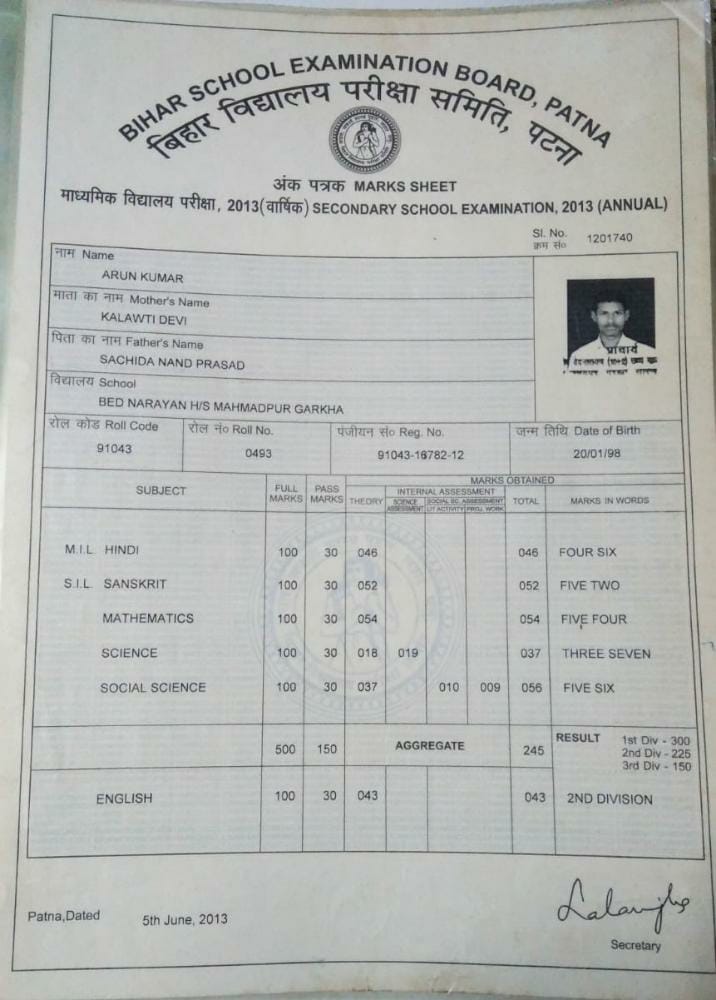 BIHAR SCHOOL EXAMINATION BOARD, PATNA
बिहार विद्यालय परीक्षा समिति, पटना
अंक पत्रक MARKS SHEET
माध्यमिक विद्यालय परीक्षा, 2013(वार्षिक) SECONDARY SCHOOL EXAMINATION, 2013 (ANNUAL)
Sl. No.
क्रम सं० 1201740
नाम Name
ARUN KUMAR
माता का नाम Mother's Name
KALAWTI DEVI
पिता का नाम Father's Name
SACHIDA NAND PRASAD
विद्यालय School
BED NARAYAN H/S MAHMADPUR GARKHA
प्राचार्य
रोल कोड Roll Code रोल नं० Roll No. पंजीयन सं० Reg. No. जन्म तिथि Date of Birth
91043 0493 91043-16782-12 20/01/98
SUBJECT FULL MARKS PASS MARKS MARKS OBTAINED
THEORY INTERNAL ASSESSMENT TOTAL MARKS IN WORDS
SCIENCE ASSESSMENT SOCIAL SC. ASSESSMENT
LIT ACTIVITY PROJ. WORK
M.I.L. HINDI 100 30 046 046 FOUR SIX
S.I.L. SANSKRIT 100 30 052 052 FIVE TWO
MATHEMATICS 100 30 054 054 FIVE FOUR
SCIENCE 100 30 018 019 037 THREE SEVEN
SOCIAL SCIENCE 100 30 037 010 009 056 FIVE SIX
500 150 AGGREGATE 245 RESULT 1st Div - 300
2nd Div - 225
3rd Div - 150
ENGLISH 100 30 043 043 2ND DIVISION
Patna,Dated 5th June, 2013
Secretary